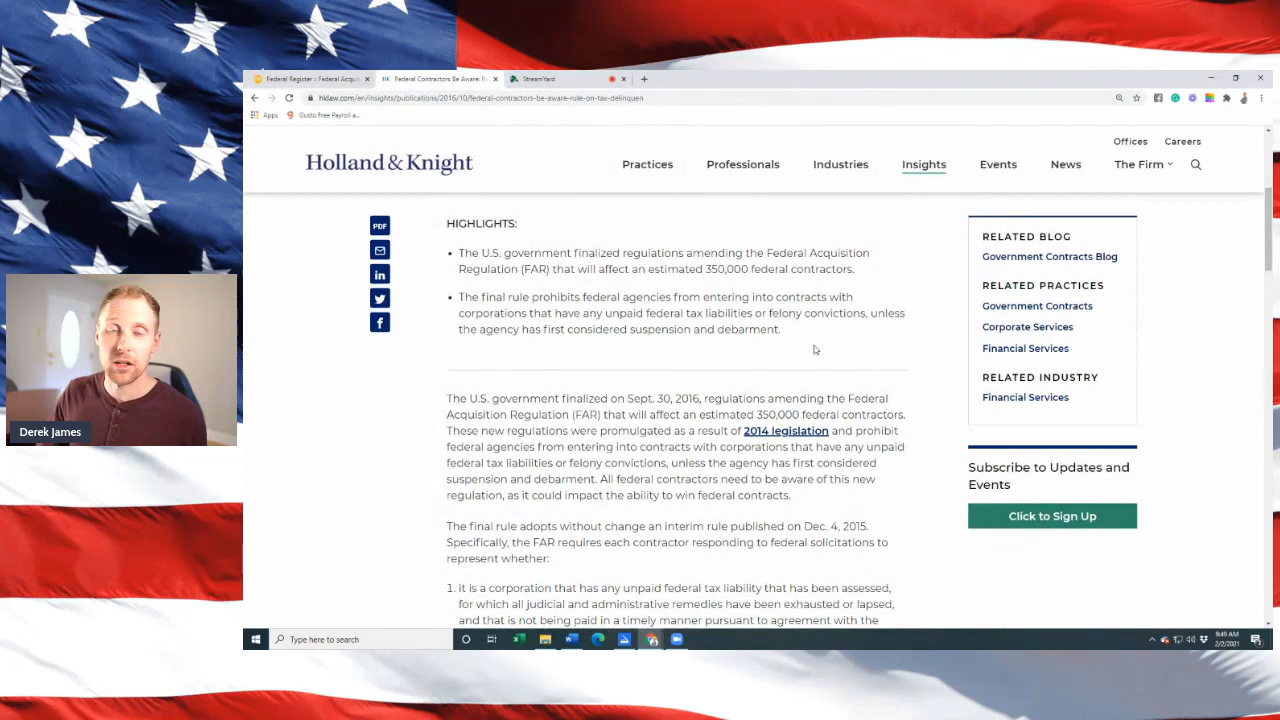 Federal Register :: Federal Acqui
Federal Contractors Be Aware: R
StreamYard
hklaw.com/en/insights/publications/2016/10/federal-contractors-be-aware-rule-on-tax-delinquen
Apps
Gusto Free Payroll a...
Offices
Careers
Holland & Knight
Practices
Professionals
Industries
Insights
Events
News
The Firm
PDF
HIGHLIGHTS:
• The U.S. government finalized regulations amending the Federal Acquisition
Regulation (FAR) that will affect an estimated 350,000 federal contractors.
• The final rule prohibits federal agencies from entering into contracts with
corporations that have any unpaid federal tax liabilities or felony convictions, unless
the agency has first considered suspension and debarment.
The U.S. government finalized on Sept. 30, 2016, regulations amending the Federal
Acquisition Regulation (FAR) that will affect an estimated 350,000 federal contractors.
These new regulations were promulgated as a result of 2014 legislation and prohibit
federal agencies from entering into contracts with corporations that have any unpaid
federal tax liabilities or felony convictions, unless the agency has first considered
suspension and debarment. All federal contractors need to be aware of this new
regulation, as it could impact the ability to win federal contracts.
The final rule adopts without change an interim rule published on Dec. 4, 2015.
Specifically, the FAR requires each contractor responding to federal solicitations to
represent whether:
1. it is a corporation that has any unpaid federal tax liability that has been assessed,
for which all judicial and administrative remedies have been exhausted or lapsed,
and that is not being paid in a timely manner pursuant to agreement with the
RELATED BLOG
Government Contracts Blog
RELATED PRACTICES
Government Contracts
Corporate Services
Financial Services
RELATED INDUSTRY
Financial Services
Subscribe to Updates and
Events
Click to Sign Up
Derek James
Type here to search
9:49 AM
2/2/2021